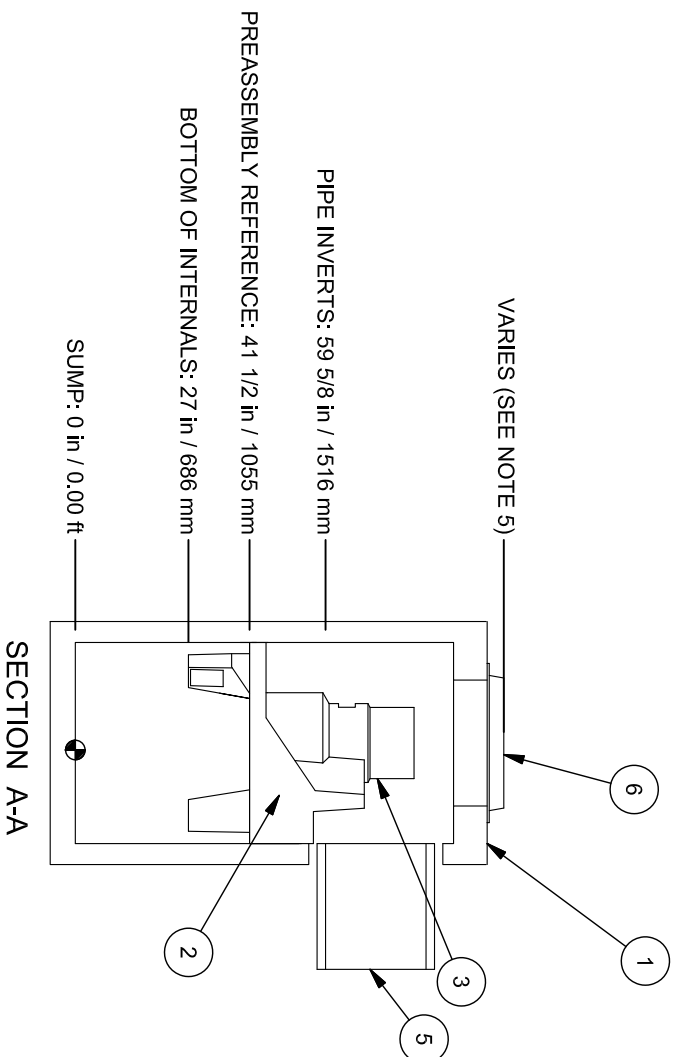 VARIES (SEE NOTE 5)
PIPE INVERTS: 59 5/8 in / 1516 mm
PREASSEMBLY REFERENCE: 41 1/2 in / 1055 mm
BOTTOM OF INTERNALS: 27 in / 686 mm
SUMP: 0 in / 0.00 ft
6
1
3
5
2
SECTION A-A